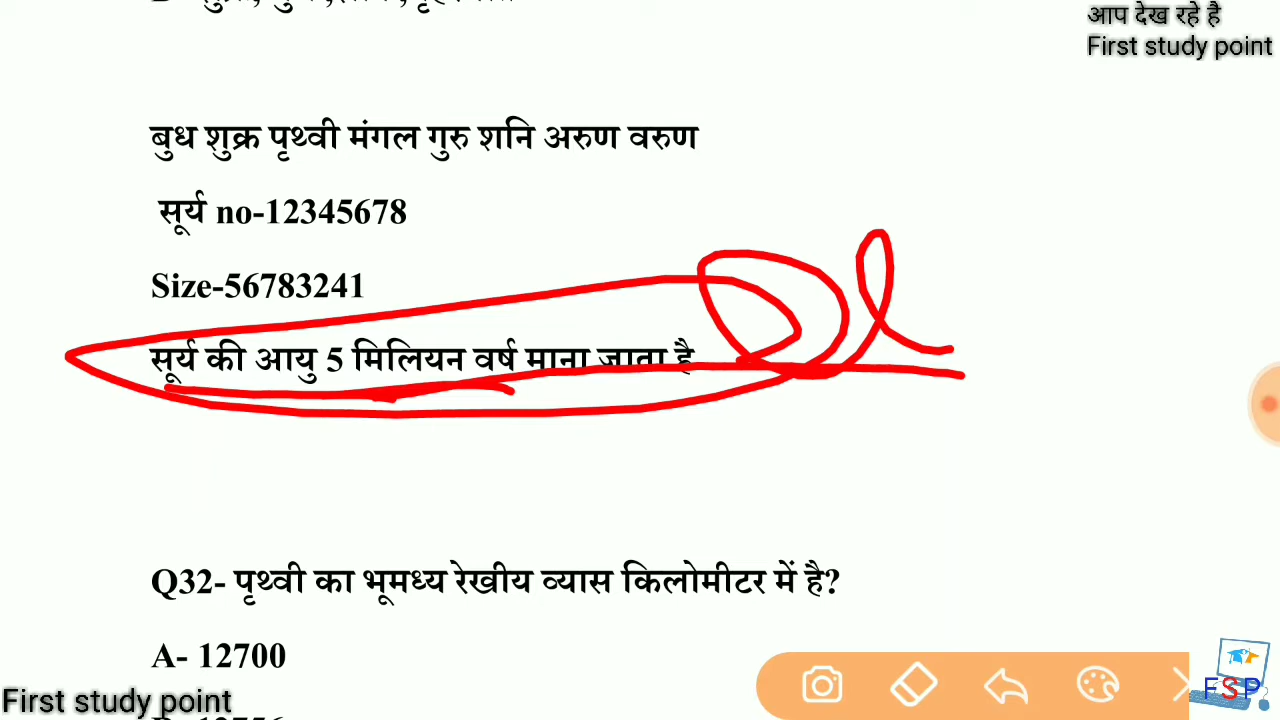 आप देख रहे है
First study point
बुध शुक्र पृथ्वी मंगल गुरु शनि अरुण वरुण
सूर्य no-12345678
Size-56783241
सूर्य की आयु 5 मिलियन वर्ष माना जाता है
Q32- पृथ्वी का भूमध्य रेखीय व्यास किलोमीटर में है?
A- 12700
First study point
FSP